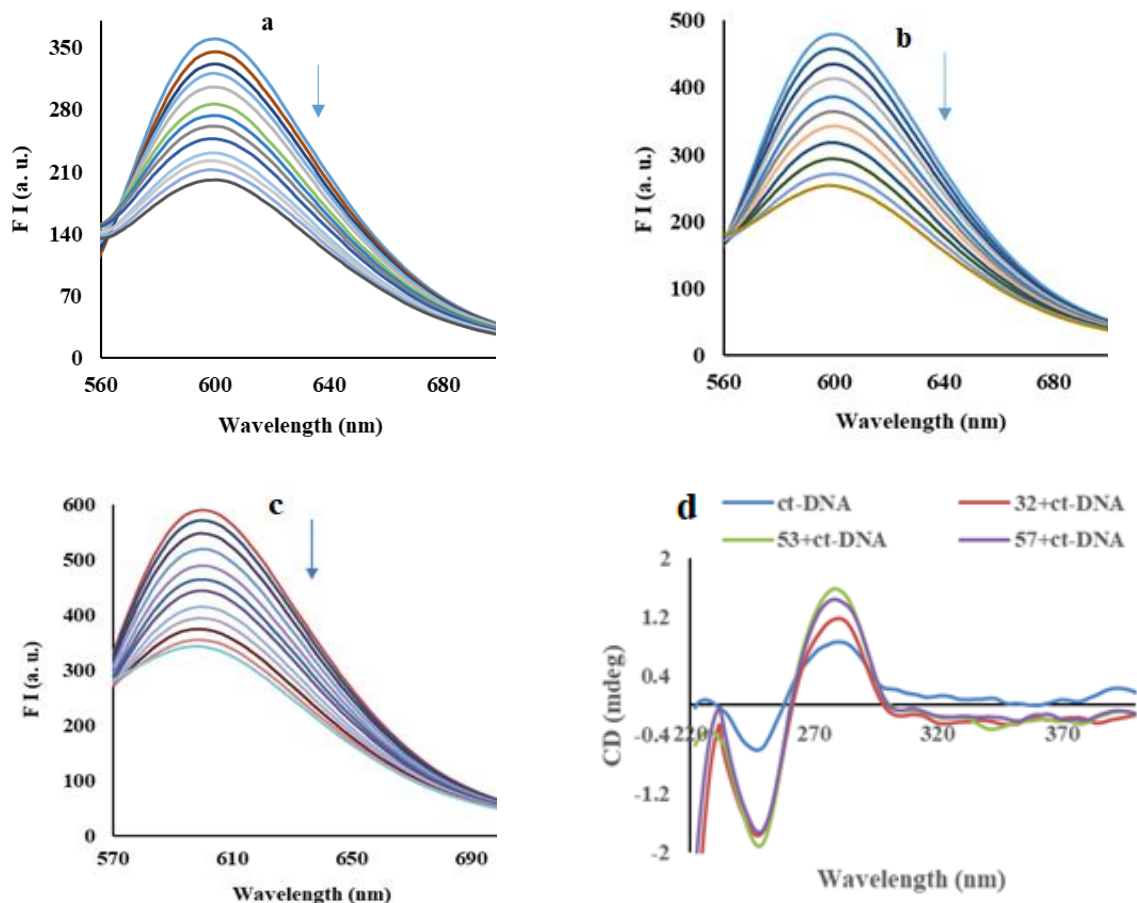 a
350
280
210
140
70
0
F I (a. u.)
560 600 640 680
Wavelength (nm)
b
500
400
300
200
100
0
F I (a. u.)
560 600 640 680
Wavelength (nm)
c
600
500
400
300
200
100
0
F I (a. u.)
570 610 650 690
Wavelength (nm)
d
ct-DNA 32+ct-DNA
53+ct-DNA 57+ct-DNA
2
1.2
0.4
-0.4
-1.2
-2
CD (mdeg)
220 270 320 370
Wavelength (nm)